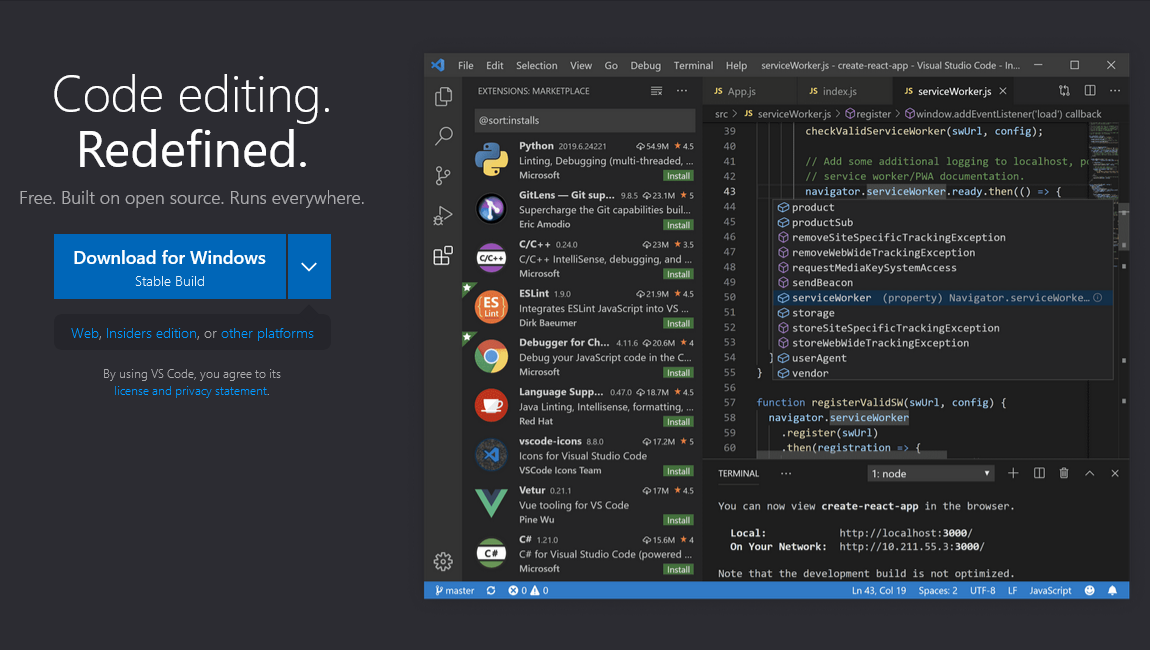 Code editing.
Redefined.
Free. Built on open source. Runs everywhere.
Download for Windows
Stable Build
Web, Insiders edition, or other platforms
By using VS Code, you agree to its
license and privacy statement.
File Edit Selection View Go Debug Terminal Help serviceWorker.js - create-react-app - Visual Studio Code - In...
EXTENSIONS: MARKETPLACE
@sort:installs
Python 2019.6.24221 54.9M ★ 4.5
Linting, Debugging (multi-threaded, ...
Microsoft Install
GitLens — Git sup... 9.8.5 23.1M ★ 5
Supercharge the Git capabilities buil...
Eric Amodio Install
C/C++ 0.24.0 23M ★ 3.5
C/C++
C/C++ IntelliSense, debugging, and ...
Microsoft Install
ESLint 1.9.0 21.9M ★ 4.5
ES
Lint
Integrates ESLint JavaScript into VS ...
Dirk Baeumer Install
Debugger for Ch... 4.11.6 20.6M ★ 4
Debug your JavaScript code in the C...
Microsoft Install
Language Supp... 0.47.0 18.7M ★ 4.5
Java Linting, Intellisense, formatting, ...
Red Hat Install
vscode-icons 8.8.0 17.2M ★ 5
Icons for Visual Studio Code
VSCode Icons Team Install
Vetur 0.21.1 17M ★ 4.5
Vue tooling for VS Code
Pine Wu Install
C# 1.21.0 15.6M ★ 4
C#
C# for Visual Studio Code (powered ...
Microsoft Install
JS App.js JS index.js JS serviceWorker.js
src > JS serviceWorker.js > register > window.addEventListener('load') callback
39 checkValidServiceWorker(swUrl, config);
40
41 // Add some additional logging to localhost, po
42 // service worker/PWA documentation.
43 navigator.serviceWorker.ready.then(() => {
44 product
45 productSub
46 removeSiteSpecificTrackingException
47 removeWebWideTrackingException
48 requestMediaKeySystemAccess
49 sendBeacon
50 serviceWorker (property) Navigator.serviceWorke...
51 storage
52 storeSiteSpecificTrackingException
53 storeWebWideTrackingException
54 } userAgent
55 } vendor
56
57 function registerValidSW(swUrl, config) {
58 navigator.serviceWorker
59 .register(swUrl)
60 .then(registration => {
TERMINAL ... 1: node
You can now view create-react-app in the browser.
Local: http://localhost:3000/
On Your Network: http://10.211.55.3:3000/
Note that the development build is not optimized.
master 0 0 Ln 43, Col 19 Spaces: 2 UTF-8 LF JavaScript